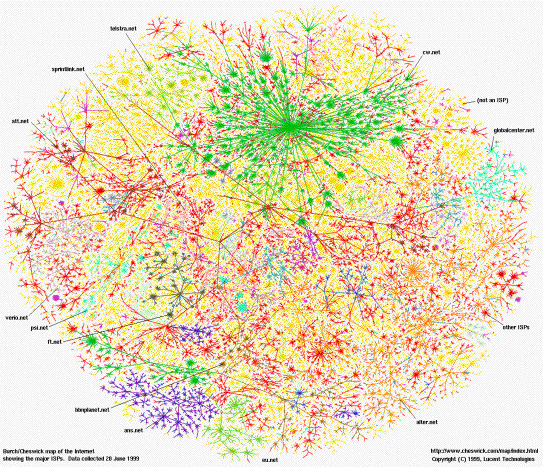 telstra.net
cw.net
sprintlink.net
(not an ISP)
att.net
globalcenter.net
verio.net
psi.net
other ISPs
ft.net
bbnplanet.net
alter.net
ans.net
eu.net
Burch/Cheswick map of the Internet
showing the major ISPs. Data collected 28 June 1999
http://www.cheswick.com/map/index.html
Copyright (C) 1999, Lucent Technologies